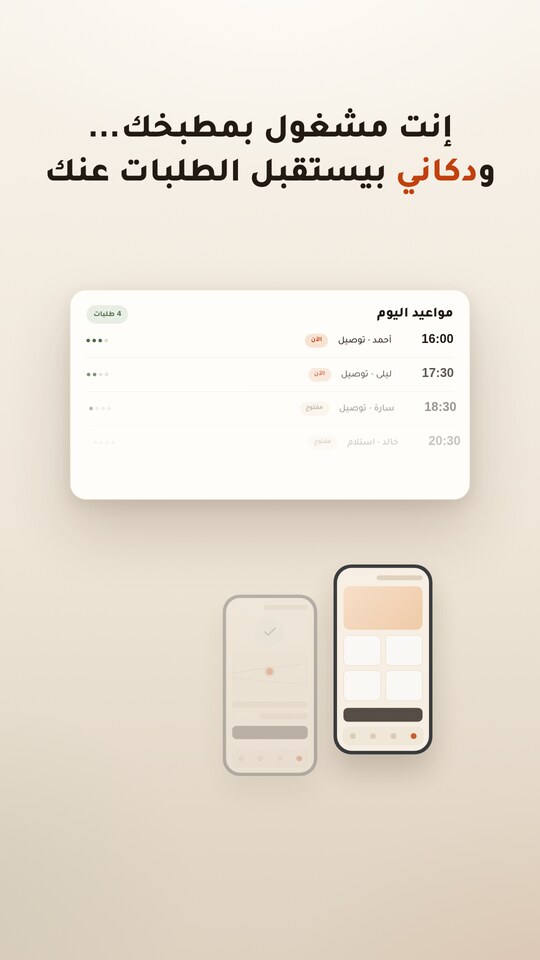 إنت مشغول بمطبخك...
ودكاني بيستقبل الطلبات عنك
مواعيد اليوم 4 طلبات
16:00 أحمد · توصيل الآن
17:30 ليلى · توصيل الآن
18:30 سارة · توصيل مفتوح
20:30 خالد · استلام مفتوح